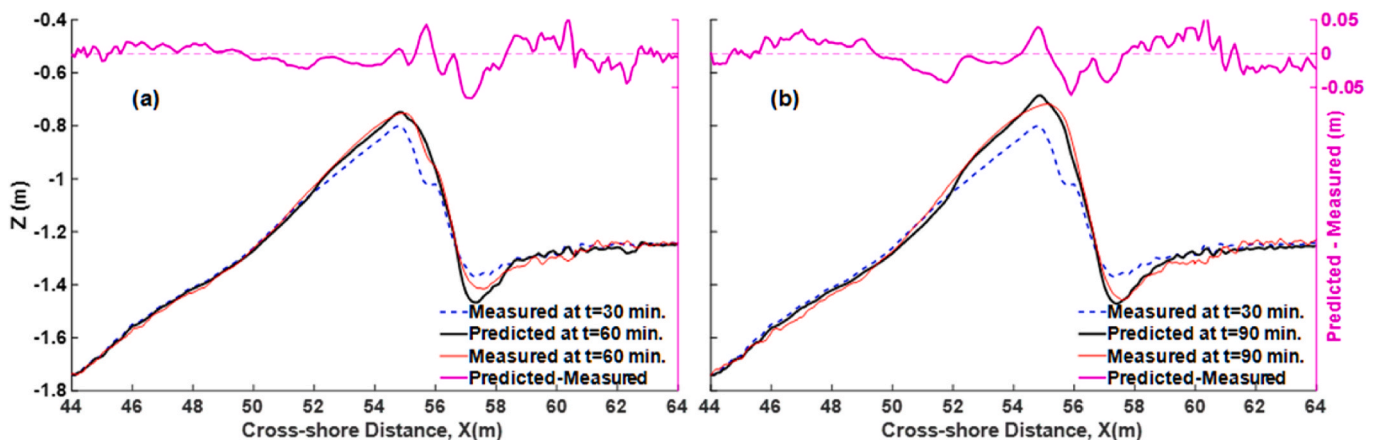 -0.4
-0.6
-0.8
-1
-1.2
-1.4
-1.6
-1.8
Z (m)
(a)
Measured at t=30 min.
Predicted at t=60 min.
Measured at t=60 min.
Predicted-Measured
44 46 48 50 52 54 56 58 60 62 64
Cross-shore Distance, X(m)
(b)
Measured at t=30 min.
Predicted at t=90 min.
Measured at t=90 min.
Predicted-Measured
44 46 48 50 52 54 56 58 60 62 64
Cross-shore Distance, X(m)
0.05
0
-0.05
Predicted - Measured (m)